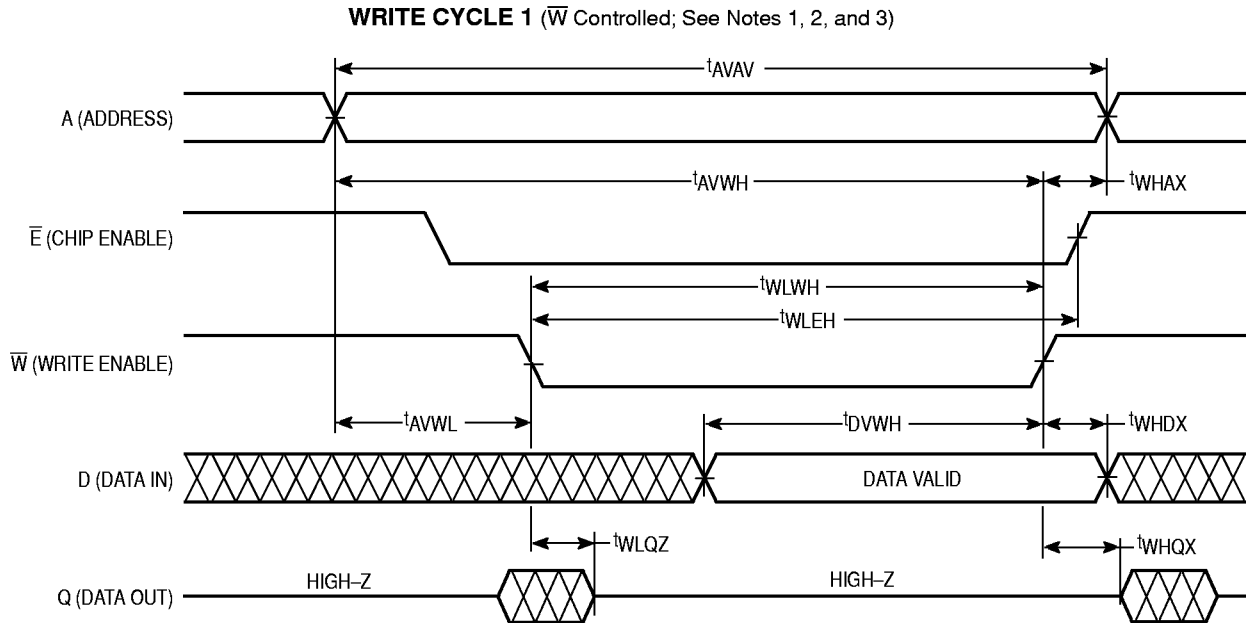 WRITE CYCLE 1 (W̅ Controlled; See Notes 1, 2, and 3)
tAVAV
A (ADDRESS)
tAVWH
tWHAX
E̅ (CHIP ENABLE)
tWLWH
tWLEH
W̅ (WRITE ENABLE)
tAVWL
tDVWH
tWHDX
D (DATA IN)
DATA VALID
tWLQZ
tWHQX
HIGH–Z
HIGH–Z
Q (DATA OUT)